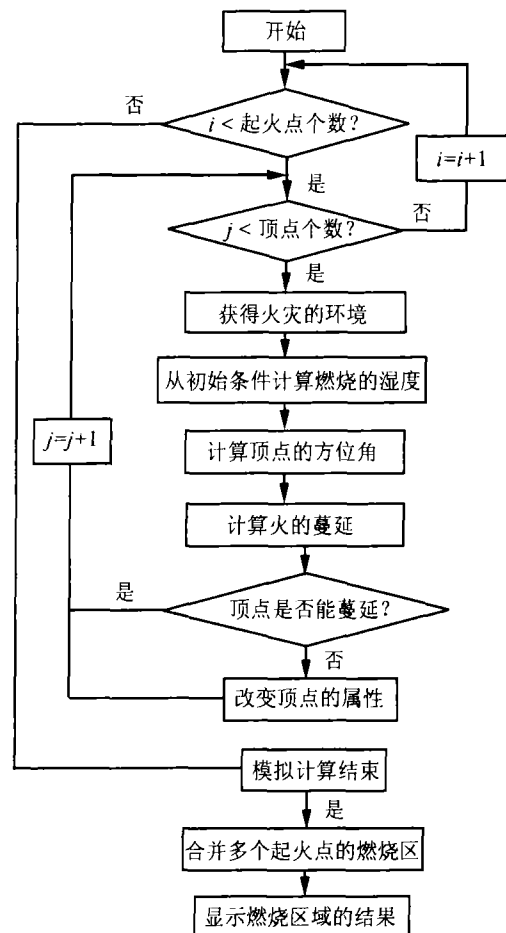 开始
否
i < 起火点个数?
i=i+1
是
j < 顶点个数?
否
是
获得火灾的环境
从初始条件计算燃烧的湿度
j=j+1
计算顶点的方位角
计算火的蔓延
是
顶点是否能蔓延?
否
改变顶点的属性
模拟计算结束
是
合并多个起火点的燃烧区
显示燃烧区域的结果